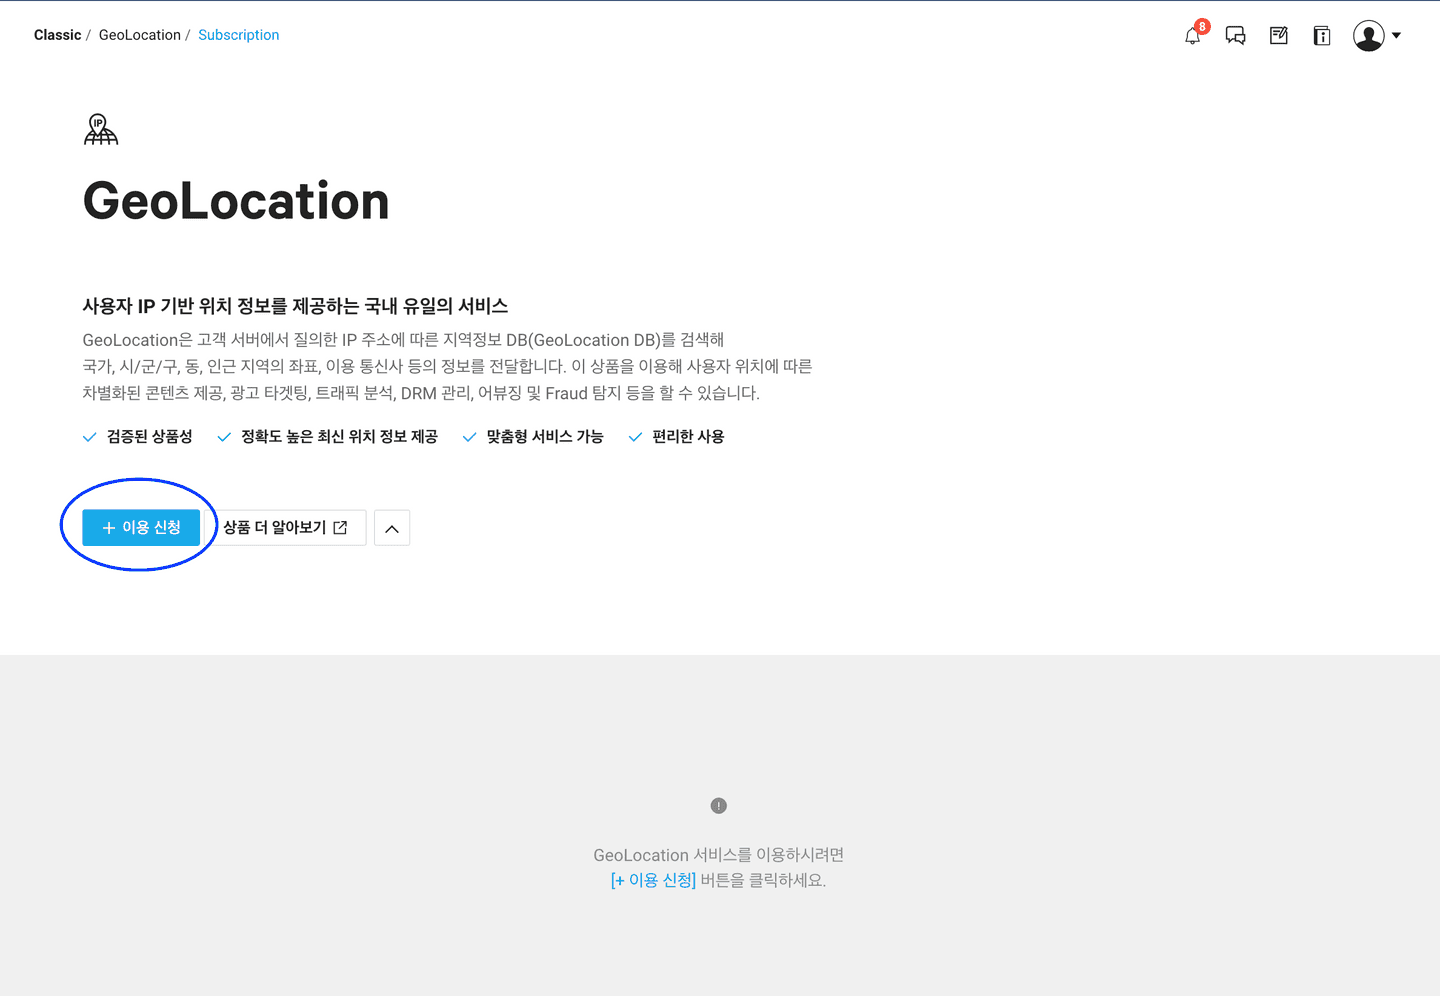 Classic / GeoLocation / Subscription
8
IP
GeoLocation
사용자 IP 기반 위치 정보를 제공하는 국내 유일의 서비스
GeoLocation은 고객 서버에서 질의한 IP 주소에 따른 지역정보 DB(GeoLocation DB)를 검색해
국가, 시/군/구, 동, 인근 지역의 좌표, 이용 통신사 등의 정보를 전달합니다. 이 상품을 이용해 사용자 위치에 따른
차별화된 콘텐츠 제공, 광고 타겟팅, 트래픽 분석, DRM 관리, 어뷰징 및 Fraud 탐지 등을 할 수 있습니다.
검증된 상품성 정확도 높은 최신 위치 정보 제공 맞춤형 서비스 가능 편리한 사용
+ 이용 신청 상품 더 알아보기
GeoLocation 서비스를 이용하시려면
[+ 이용 신청] 버튼을 클릭하세요.